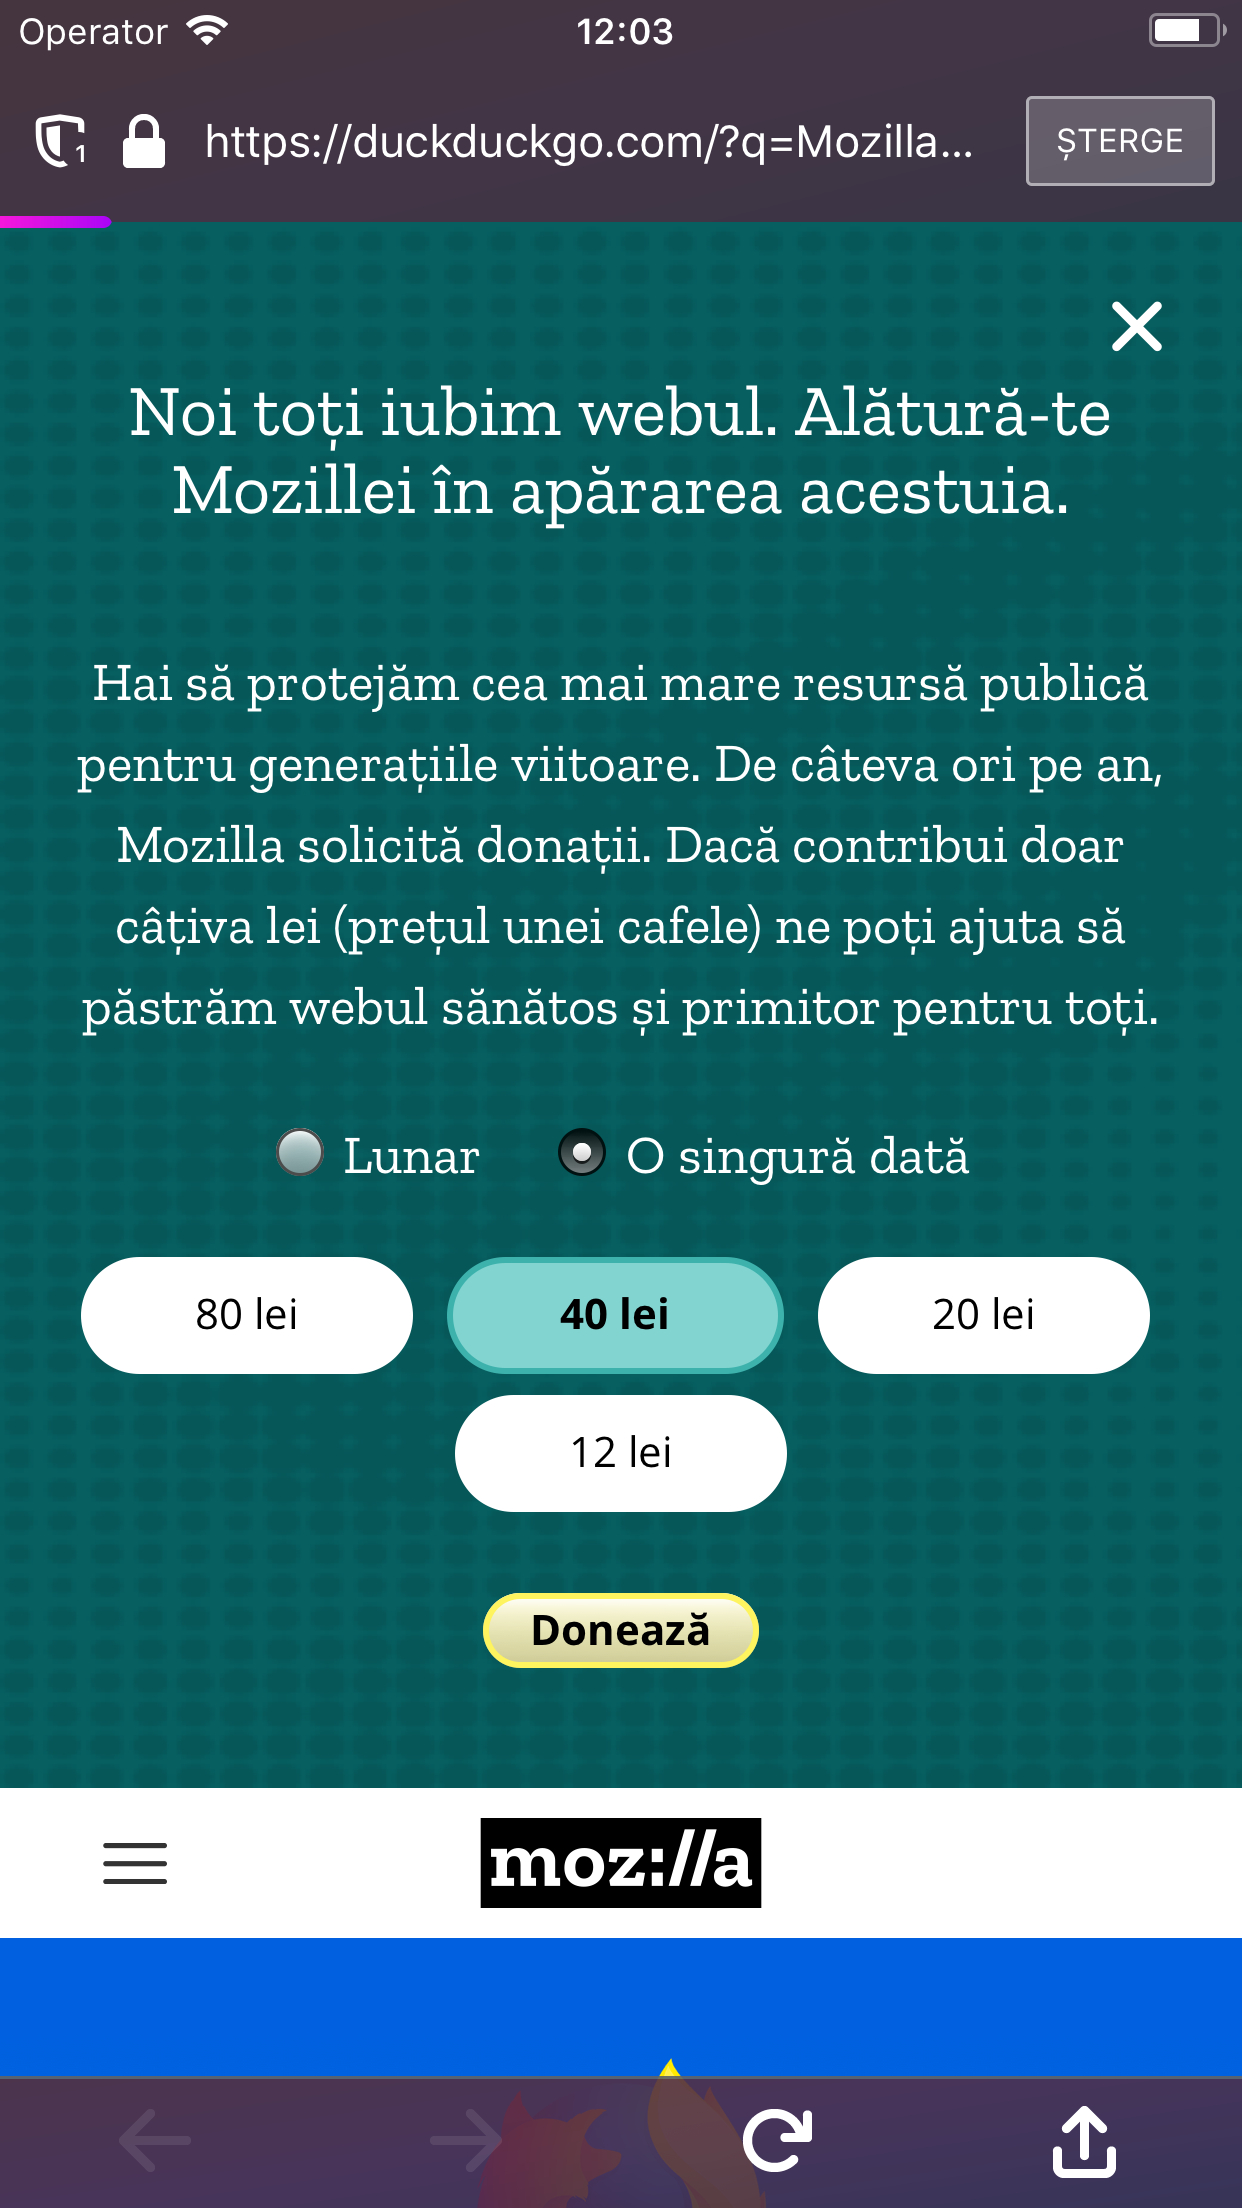 Operator
12:03
1
https://duckduckgo.com/?q=Mozilla...
ȘTERGE
Noi toți iubim webul. Alătură-te
Mozillei în apărarea acestuia.
Hai să protejăm cea mai mare resursă publică
pentru generațiile viitoare. De câteva ori pe an,
Mozilla solicită donații. Dacă contribui doar
câțiva lei (prețul unei cafele) ne poți ajuta să
păstrăm webul sănătos și primitor pentru toți.
Lunar
O singură dată
80 lei
40 lei
20 lei
12 lei
Donează
moz://a